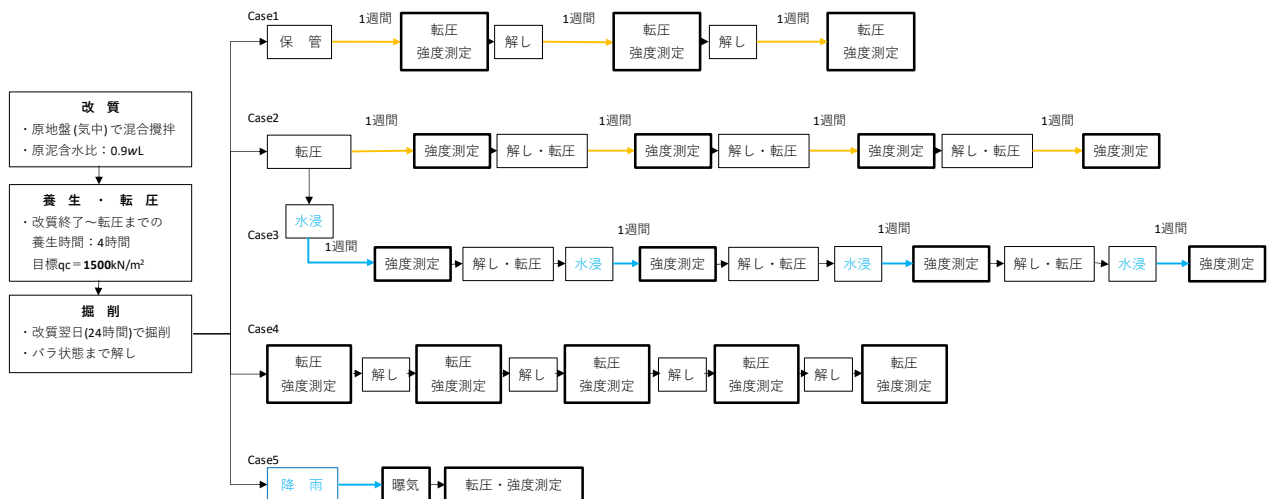 改　質
・原地盤(気中)で混合攪拌
・原泥含水比：0.9wL
養　生　・　転　圧
・改質終了～転圧までの
養生時間：4時間
目標qc＝1500kN/m²
掘　削
・改質翌日(24時間)で掘削
・バラ状態まで解し
Case1
保　管
1週間
転圧
強度測定
解し
1週間
転圧
強度測定
解し
1週間
転圧
強度測定
Case2
転圧
1週間
強度測定
解し・転圧
1週間
強度測定
解し・転圧
1週間
強度測定
解し・転圧
1週間
強度測定
水浸
Case3
1週間
強度測定
解し・転圧
水浸
1週間
強度測定
解し・転圧
水浸
1週間
強度測定
解し・転圧
水浸
1週間
強度測定
Case4
転圧
強度測定
解し
転圧
強度測定
解し
転圧
強度測定
解し
転圧
強度測定
解し
転圧
強度測定
Case5
降　雨
曝気
転圧・強度測定